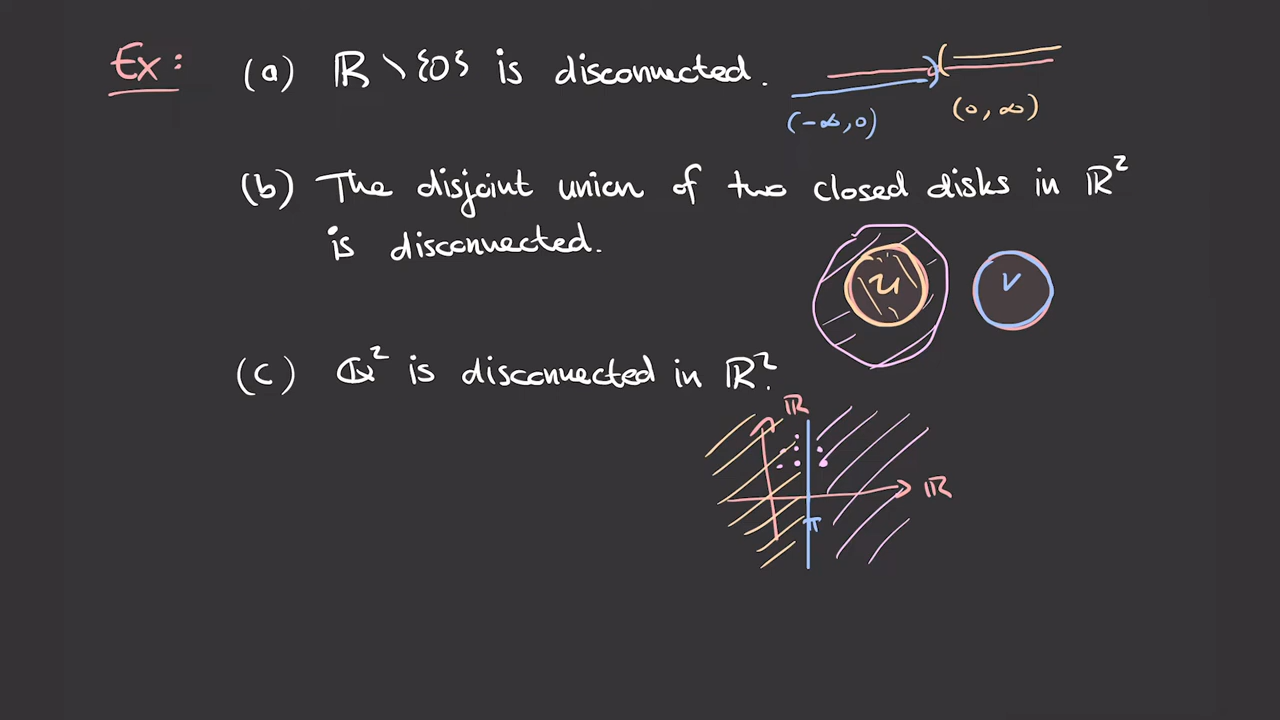 Ex: (a) ℝ \ {0} is disconnected.
(-∞, 0) (0, ∞)
(b) The disjoint union of two closed disks in ℝ²
is disconnected.
U V
(c) ℚ² is disconnected in ℝ².
ℝ
ℝ
π